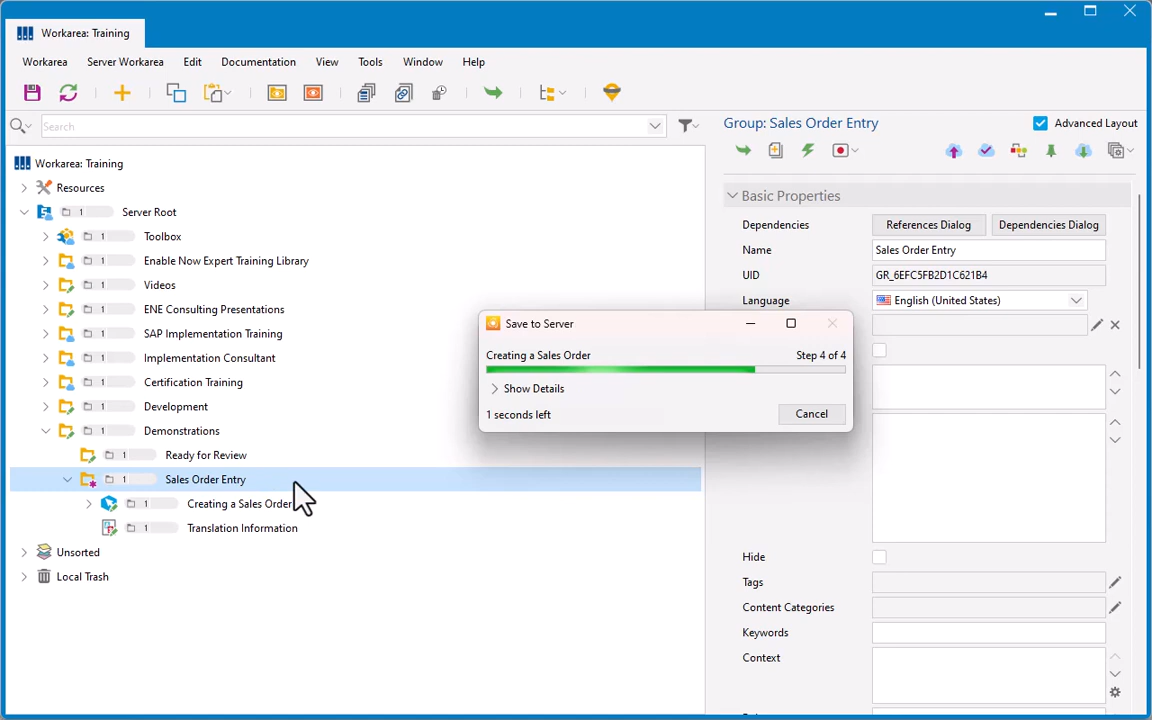 Workarea: Training
Workarea Server Workarea Edit Documentation View Tools Window Help
Search
Group: Sales Order Entry Advanced Layout
Workarea: Training
Resources
1 Server Root
1 Toolbox
1 Enable Now Expert Training Library
1 Videos
1 ENE Consulting Presentations
1 SAP Implementation Training
1 Implementation Consultant
1 Certification Training
1 Development
1 Demonstrations
1 Ready for Review
1 Sales Order Entry
1 Creating a Sales Order
1 Translation Information
Unsorted
Local Trash
Basic Properties
Dependencies References Dialog Dependencies Dialog
Name Sales Order Entry
UID GR_6EFC5FB2D1C621B4
Language English (United States)
Save to Server
Creating a Sales Order Step 4 of 4
Show Details
1 seconds left Cancel
Hide
Tags
Content Categories
Keywords
Context